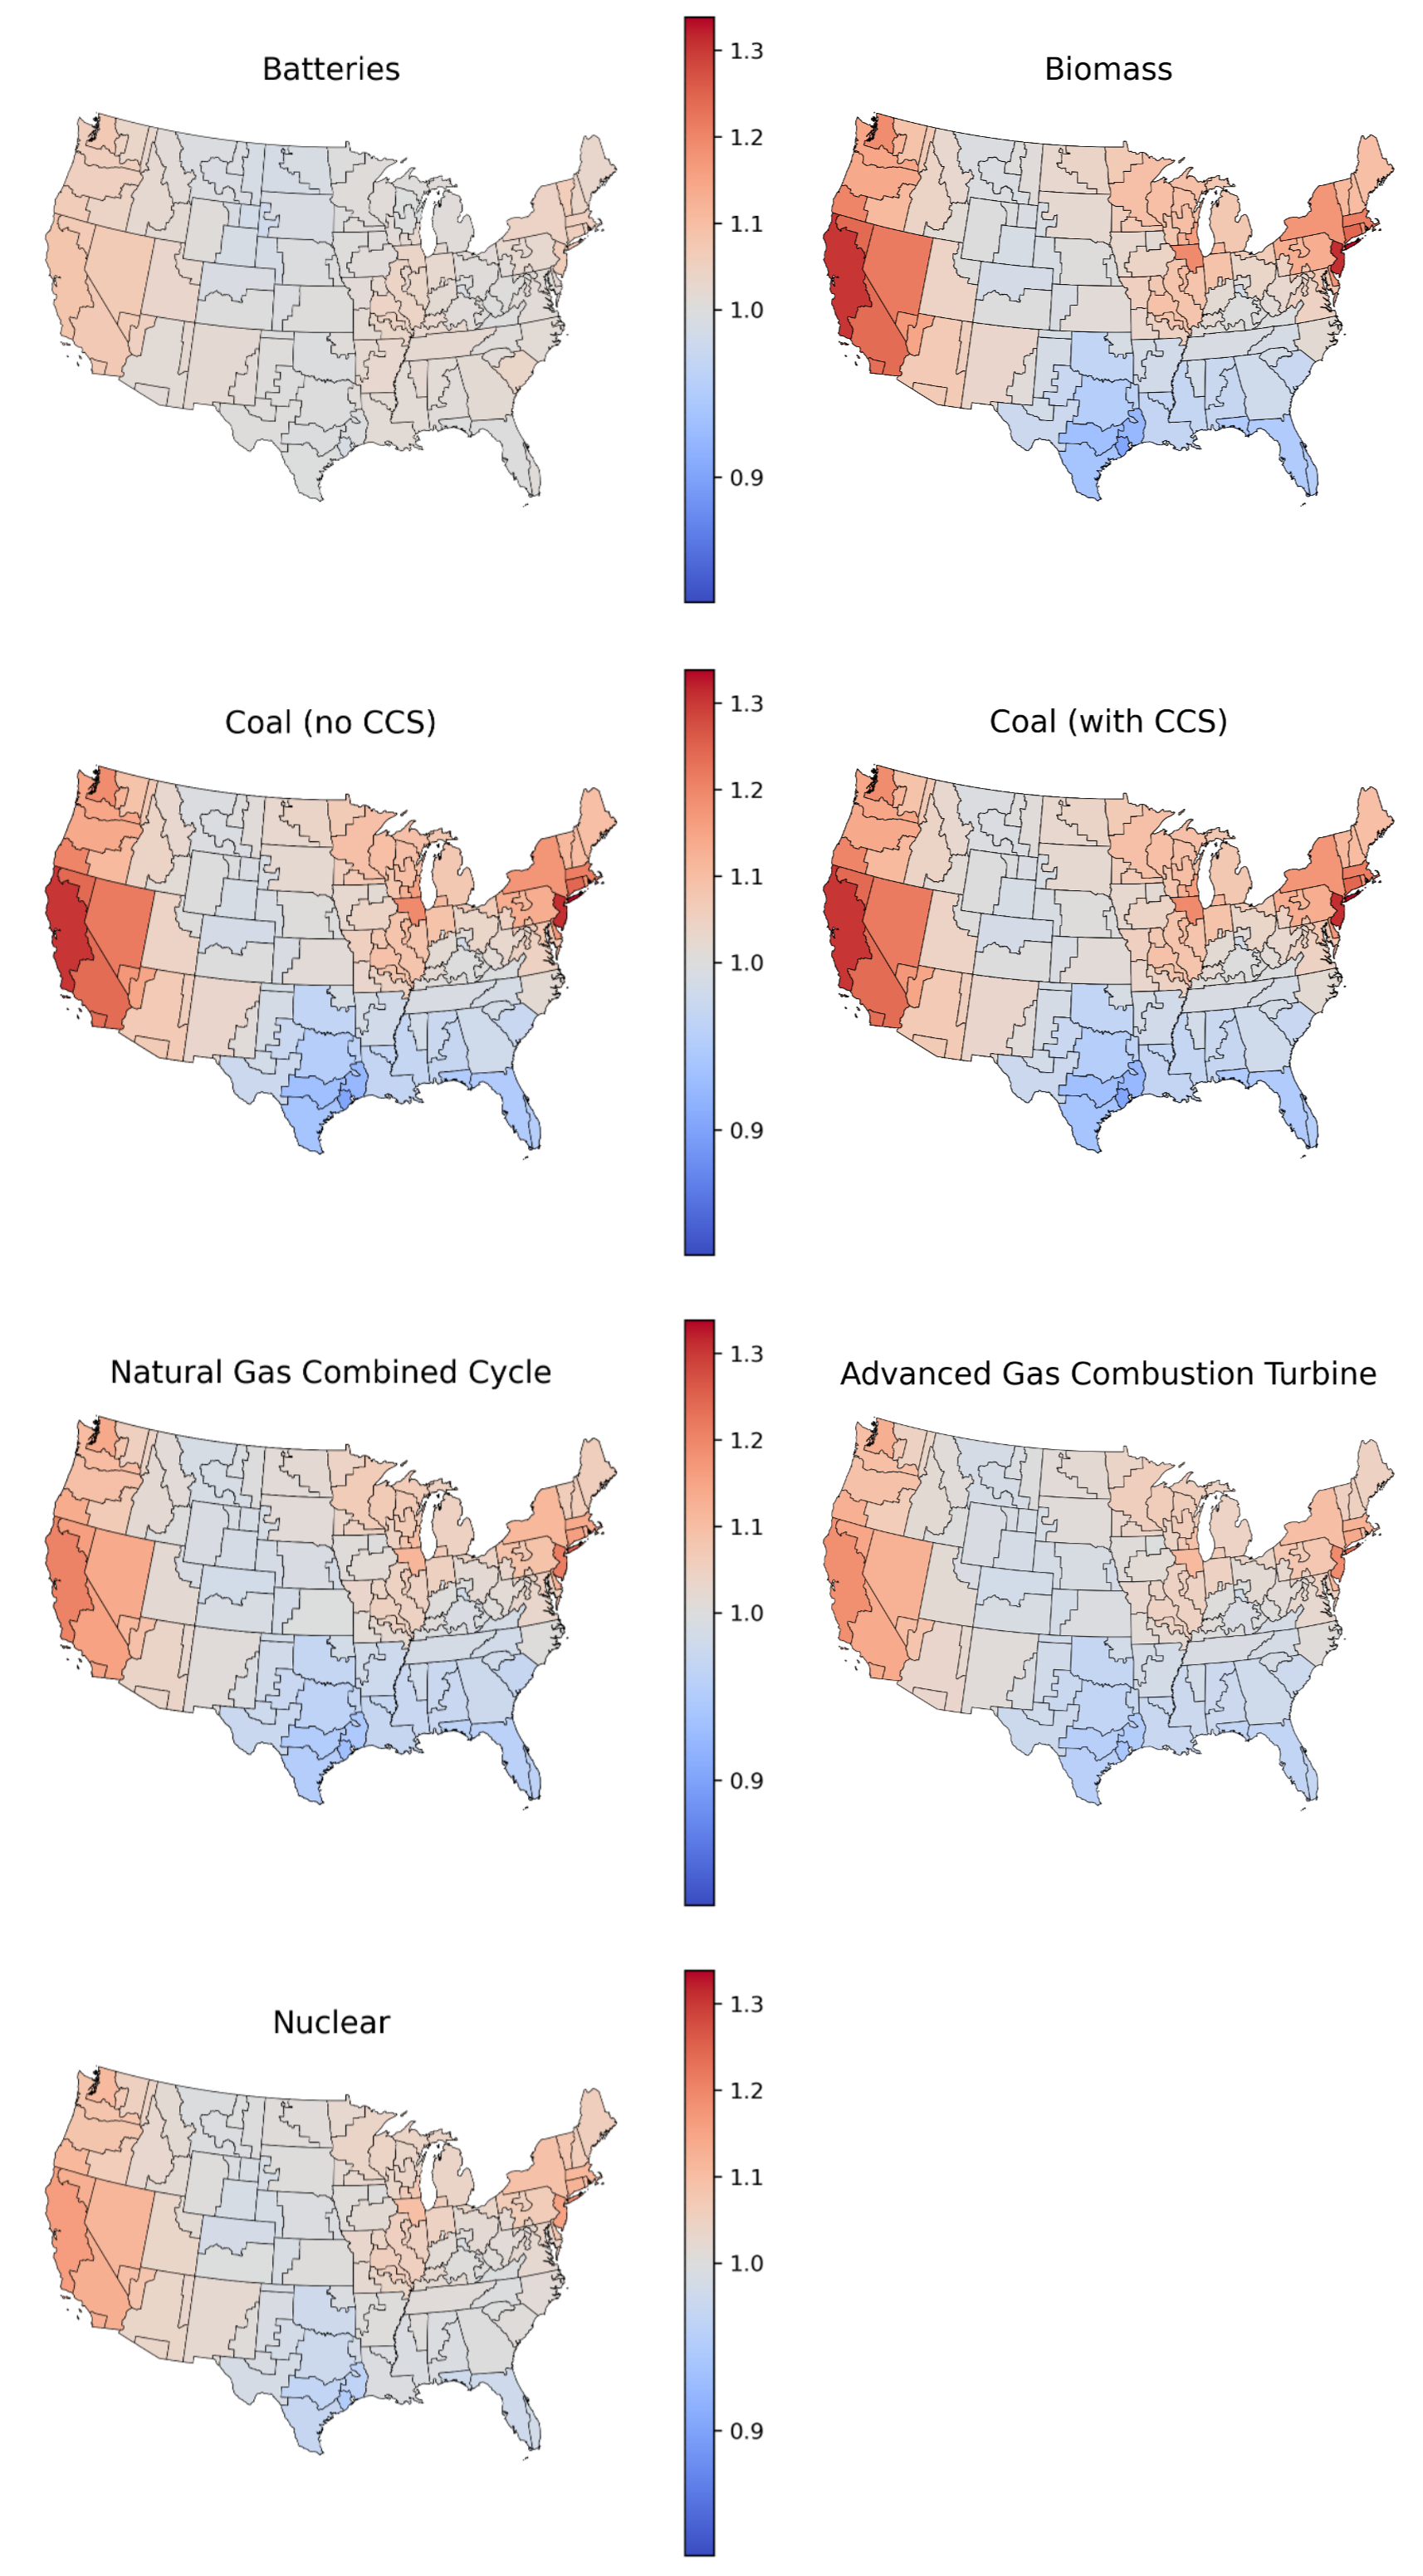 Batteries
1.3
1.2
1.1
1.0
0.9
Biomass
Coal (no CCS)
1.3
1.2
1.1
1.0
0.9
Coal (with CCS)
Natural Gas Combined Cycle
1.3
1.2
1.1
1.0
0.9
Advanced Gas Combustion Turbine
Nuclear
1.3
1.2
1.1
1.0
0.9